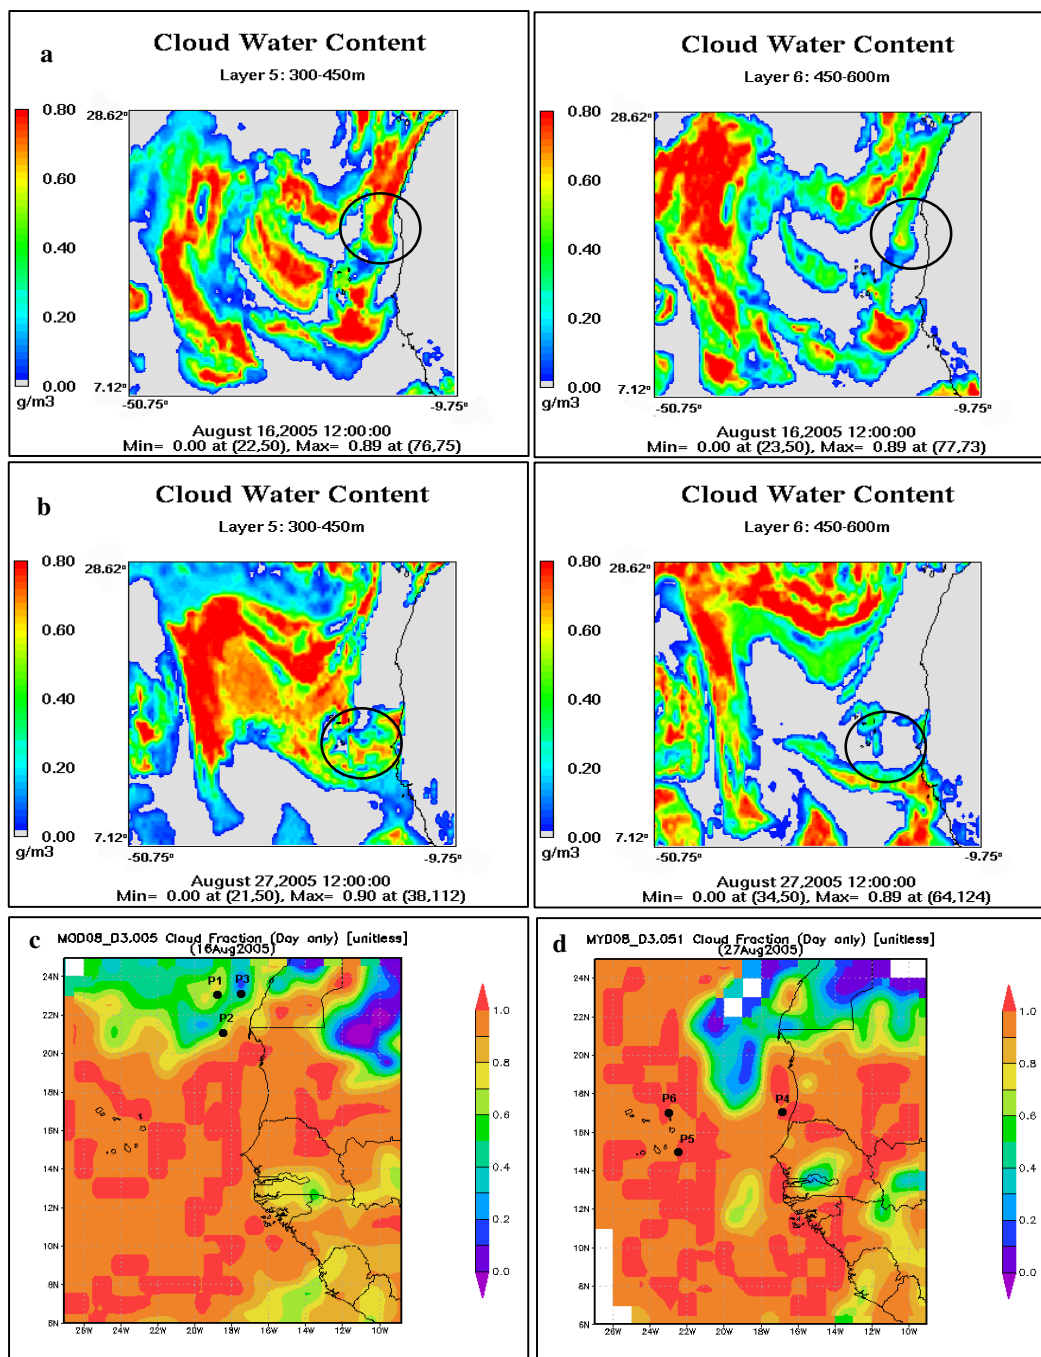 a
Cloud Water Content
Layer 5: 300-450m
0.80
0.60
0.40
0.20
0.00
g/m3
28.62°
7.12°
-50.75°
-9.75°
August 16,2005 12:00:00
Min= 0.00 at (22,50), Max= 0.89 at (76,75)
Cloud Water Content
Layer 6: 450-600m
0.80
0.60
0.40
0.20
0.00
g/m3
28.62°
7.12°
-50.75°
-9.75°
August 16,2005 12:00:00
Min= 0.00 at (23,50), Max= 0.89 at (77,73)
b
Cloud Water Content
Layer 5: 300-450m
0.80
0.60
0.40
0.20
0.00
g/m3
28.62°
7.12°
-50.75°
-9.75°
August 27,2005 12:00:00
Min= 0.00 at (21,50), Max= 0.90 at (38,112)
Cloud Water Content
Layer 6: 450-600m
0.80
0.60
0.40
0.20
0.00
g/m3
28.62°
7.12°
-50.75°
-9.75°
August 27,2005 12:00:00
Min= 0.00 at (34,50), Max= 0.89 at (64,124)
c
MOD08_D3.005 Cloud Fraction (Day only) [unitless]
(16Aug2005)
24N
22N
20N
18N
16N
14N
12N
10N
8N
6N
26W 24W 22W 20W 18W 16W 14W 12W 10W
P1
P3
P2
1.0
0.8
0.6
0.4
0.2
0.0
d
MYD08_D3.051 Cloud Fraction (Day only) [unitless]
(27Aug2005)
24N
22N
20N
18N
16N
14N
12N
10N
8N
6N
26W 24W 22W 20W 18W 16W 14W 12W 10W
P4
P6
P5
1.0
0.8
0.6
0.4
0.2
0.0